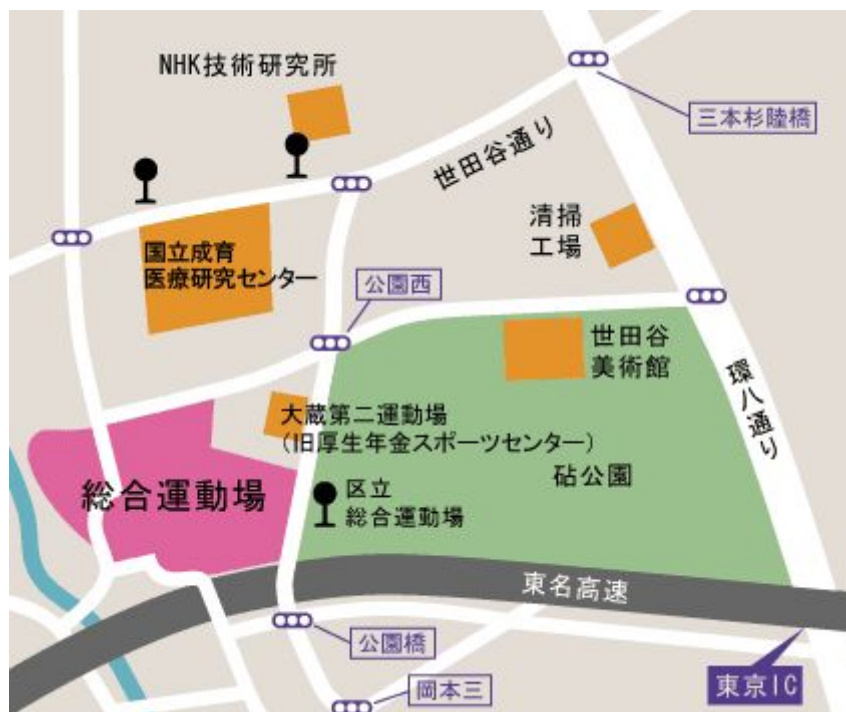 NHK技術研究所
三本杉陸橋
世田谷通り
清掃
工場
国立成育
医療研究センター
公園西
世田谷
美術館
環八通り
大蔵第二運動場
(旧厚生年金スポーツセンター)
砧公園
総合運動場
区立
総合運動場
東名高速
公園橋
東京IC
岡本三